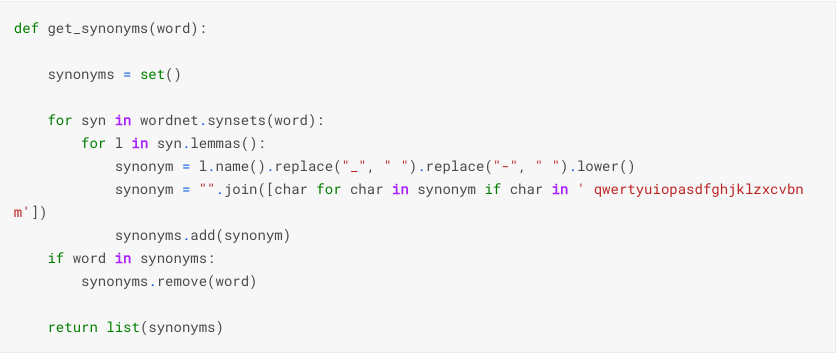 def get_synonyms(word):
    synonyms = set()
    for syn in wordnet.synsets(word):
        for l in syn.lemmas():
            synonym = l.name().replace("_", " ").replace("-", " ").lower()
            synonym = "".join([char for char in synonym if char in ' qwertyuiopasdfghjklzxcvbn
m'])
            synonyms.add(synonym)
    if word in synonyms:
        synonyms.remove(word)
    return list(synonyms)